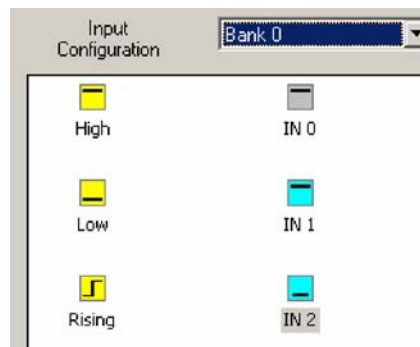 Input
Configuration
Bank 0
High
IN 0
Low
IN 1
Rising
IN 2